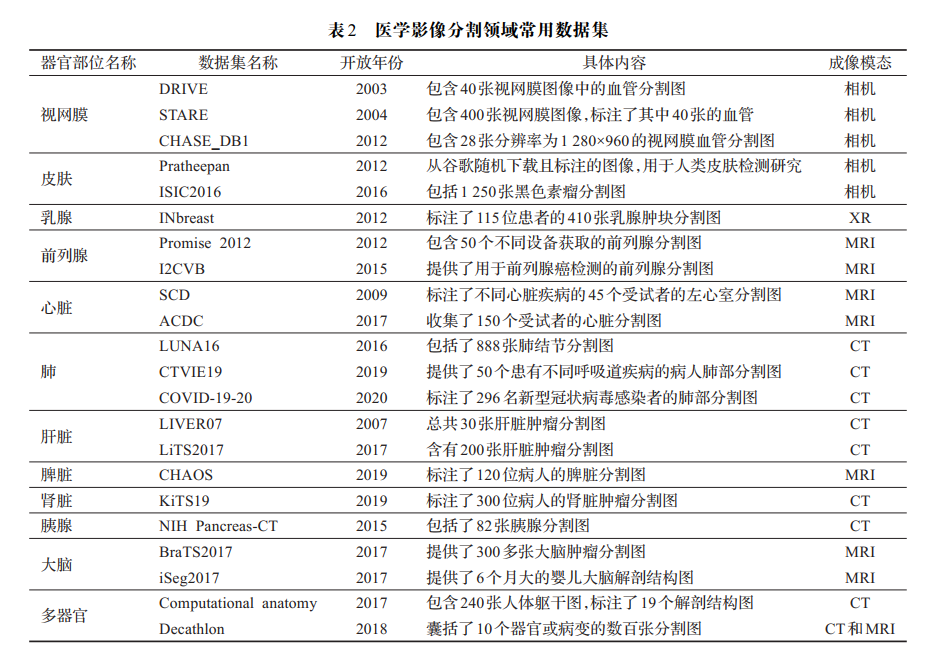 表2 医学影像分割领域常用数据集
器官部位名称 数据集名称 开放年份 具体内容 成像模态
视网膜
DRIVE 2003 包含40张视网膜图像中的血管分割图 相机
STARE 2004 包含400张视网膜图像,标注了其中40张的血管 相机
CHASE_DB1 2012 包含28张分辨率为1 280×960的视网膜血管分割图 相机
皮肤
Pratheepan 2012 从谷歌随机下载且标注的图像,用于人类皮肤检测研究 相机
ISIC2016 2016 包括1 250张黑色素瘤分割图 相机
乳腺 INbreast 2012 标注了115位患者的410张乳腺肿块分割图 XR
前列腺
Promise 2012 2012 包含50个不同设备获取的前列腺分割图 MRI
I2CVB 2015 提供了用于前列腺癌检测的前列腺分割图 MRI
心脏
SCD 2009 标注了不同心脏疾病的45个受试者的左心室分割图 MRI
ACDC 2017 收集了150个受试者的心脏分割图 MRI
肺
LUNA16 2016 包括了888张肺结节分割图 CT
CTVIE19 2019 提供了50个患有不同呼吸道疾病的病人肺部分割图 CT
COVID-19-20 2020 标注了296名新型冠状病毒感染者的肺部分割图 CT
肝脏
LIVER07 2007 总共30张肝脏肿瘤分割图 CT
LiTS2017 2017 含有200张肝脏肿瘤分割图 CT
脾脏 CHAOS 2019 标注了120位病人的脾脏分割图 MRI
肾脏 KiTS19 2019 标注了300位病人的肾脏肿瘤分割图 CT
胰腺 NIH Pancreas-CT 2015 包括了82张胰腺分割图 CT
大脑
BraTS2017 2017 提供了300多张大脑肿瘤分割图 MRI
iSeg2017 2017 提供了6个月大的婴儿大脑解剖结构图 MRI
多器官
Computational anatomy 2017 包含240张人体躯干图,标注了19个解剖结构图 CT
Decathlon 2018 囊括了10个器官或病变的数百张分割图 CT和MRI